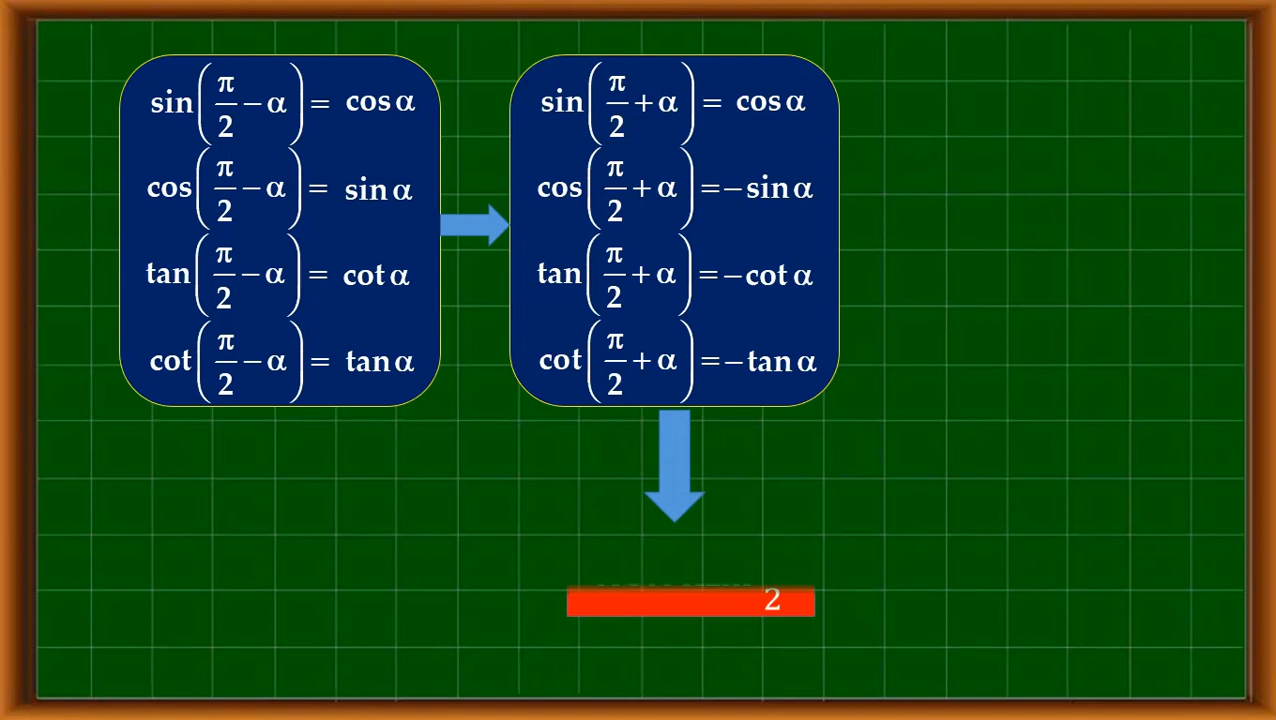 sin(π/2−α) = cos α
cos(π/2−α) = sin α
tan(π/2−α) = cot α
cot(π/2−α) = tan α
sin(π/2+α) = cos α
cos(π/2+α) =−sin α
tan(π/2+α) =−cot α
cot(π/2+α) =−tan α
2